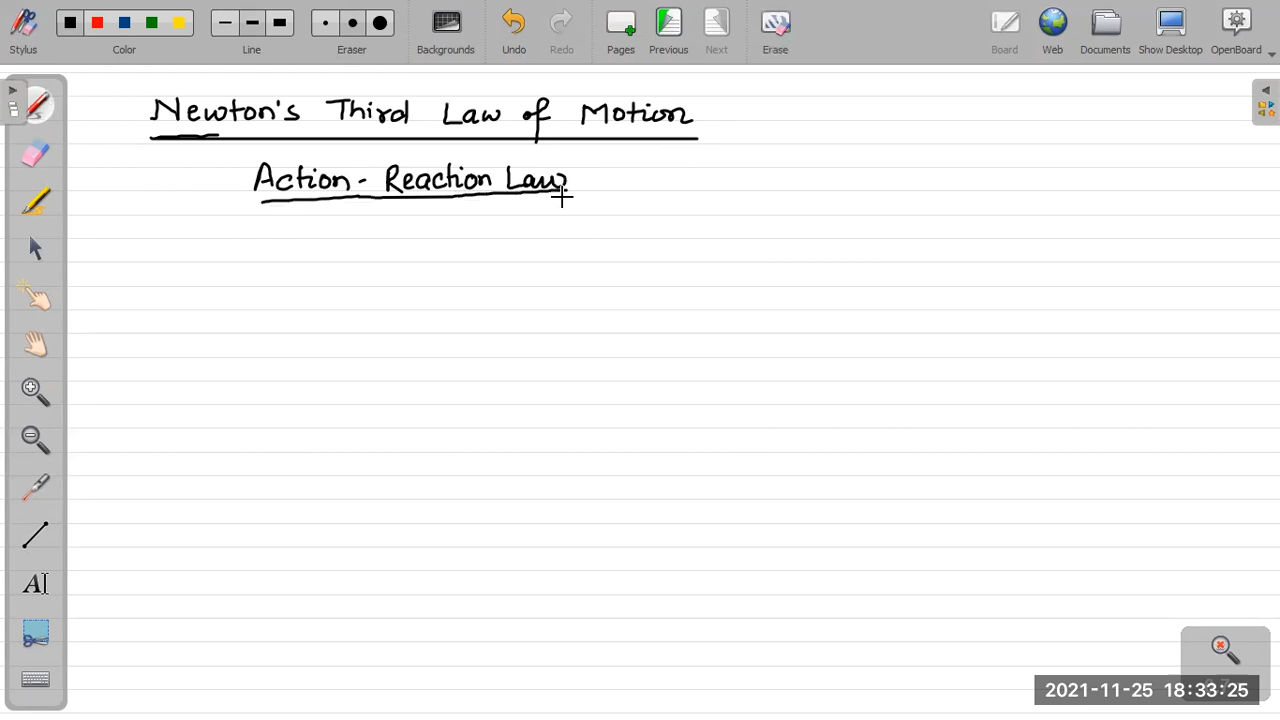 Stylus Color Line Eraser Backgrounds Undo Redo Pages Previous Next Erase Board Web Documents Show Desktop OpenBoard
Newton's Third Law of Motion
Action - Reaction Law
2021-11-25 18:33:25